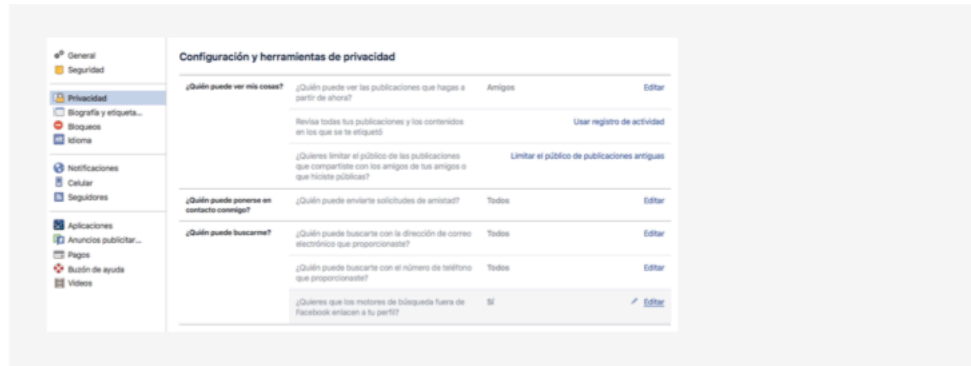 General
Seguridad
Privacidad
Biografía y etiqueta...
Bloqueos
Idioma
Notificaciones
Celular
Seguidores
Aplicaciones
Anuncios publicitar...
Pagos
Buzón de ayuda
Videos
Configuración y herramientas de privacidad
¿Quién puede ver mis cosas?
¿Quién puede ver las publicaciones que hagas a
partir de ahora?
Amigos
Editar
Revisa todas tus publicaciones y los contenidos
en los que se te etiquetó
Usar registro de actividad
¿Quieres limitar el público de las publicaciones
que compartiste con los amigos de tus amigos o
que hiciste públicas?
Limitar el público de publicaciones antiguas
¿Quién puede ponerse en
contacto conmigo?
¿Quién puede enviarte solicitudes de amistad?
Todos
Editar
¿Quién puede buscarme?
¿Quién puede buscarte con la dirección de correo
electrónico que proporcionaste?
Todos
Editar
¿Quién puede buscarte con el número de teléfono
que proporcionaste?
Todos
Editar
¿Quieres que los motores de búsqueda fuera de
Facebook enlacen a tu perfil?
Sí
Editar